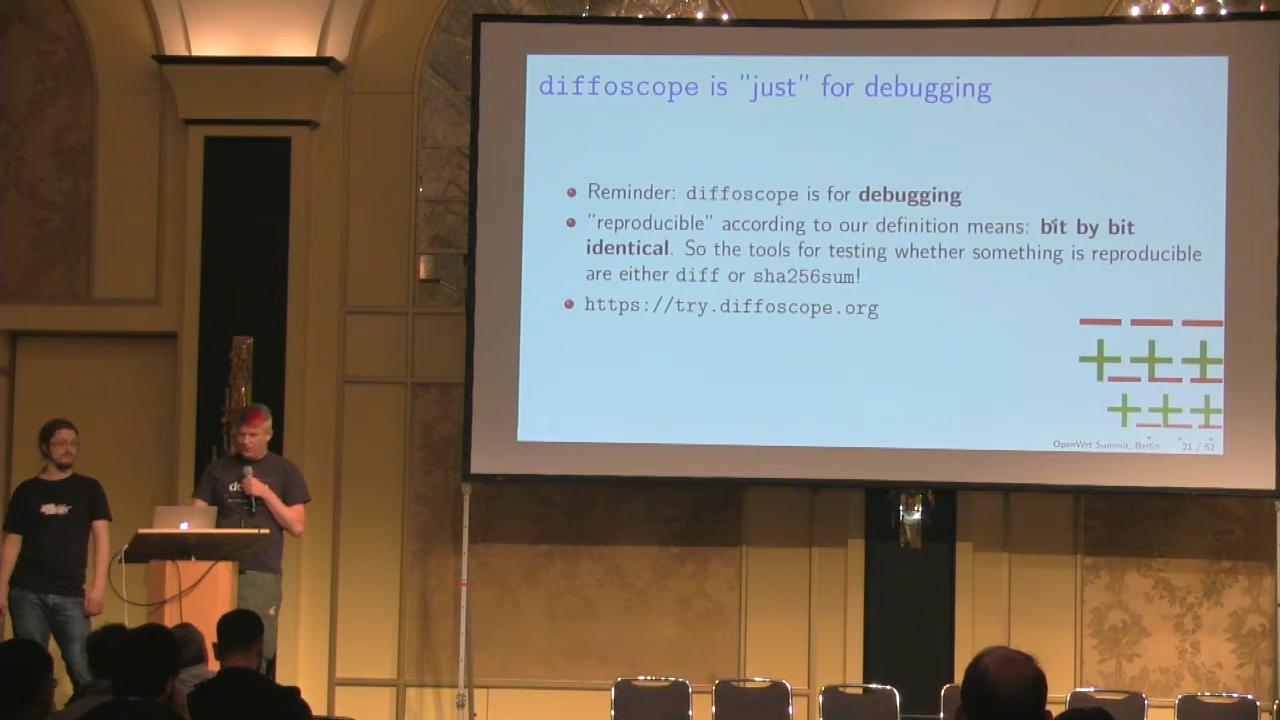 diffoscope is "just" for debugging
Reminder: diffoscope is for debugging
"reproducible" according to our definition means: bit by bit
identical. So the tools for testing whether something is reproducible
are either diff or sha256sum!
https://try.diffoscope.org
OpenWrt Summit, Berlin
21 / 52